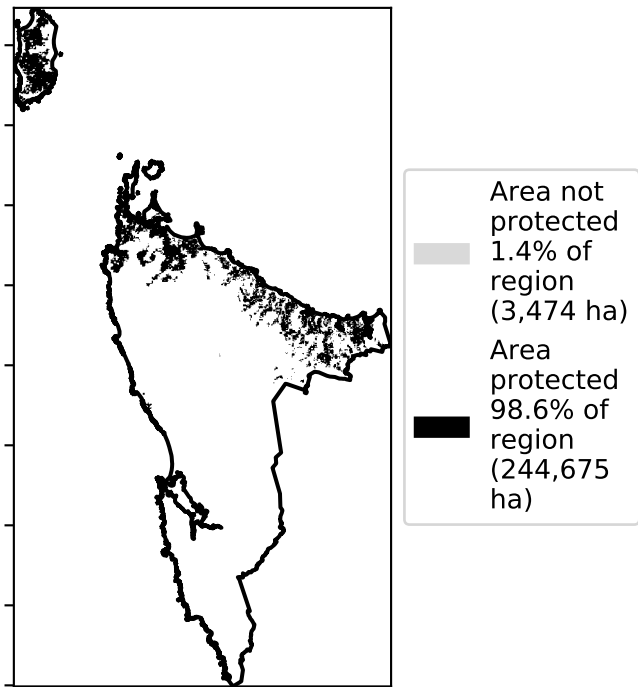 Area not
protected
1.4% of
region
(3,474 ha)
Area
protected
98.6% of
region
(244,675
ha)